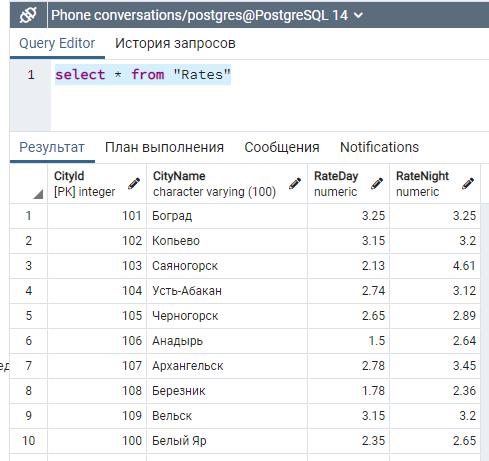 Phone conversations/postgres@PostgreSQL 14
Query Editor История запросов
1 select * from "Rates"
Результат План выполнения Сообщения Notifications
CityId CityName RateDay RateNight
[PK] integer character varying (100) numeric numeric
1 101 Боград 3.25 3.25
2 102 Копьево 3.15 3.2
3 103 Саяногорск 2.13 4.61
4 104 Усть-Абакан 2.74 3.12
5 105 Черногорск 2.65 2.89
6 106 Анадырь 1.5 2.64
7 107 Архангельск 2.78 3.45
8 108 Березник 1.78 2.36
9 109 Вельск 3.15 3.2
10 100 Белый Яр 2.35 2.65